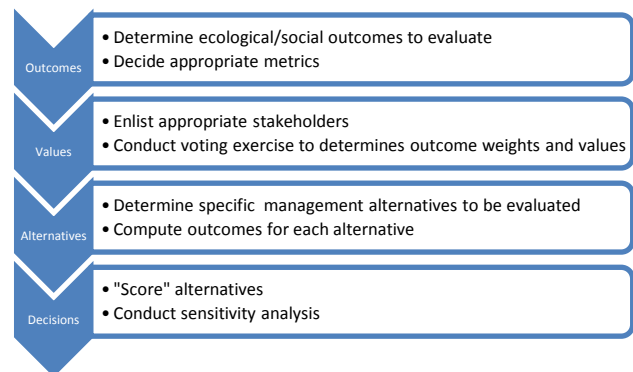 Outcomes
• Determine ecological/social outcomes to evaluate
• Decide appropriate metrics
Values
• Enlist appropriate stakeholders
• Conduct voting exercise to determines outcome weights and values
Alternatives
• Determine specific management alternatives to be evaluated
• Compute outcomes for each alternative
Decisions
• "Score" alternatives
• Conduct sensitivity analysis